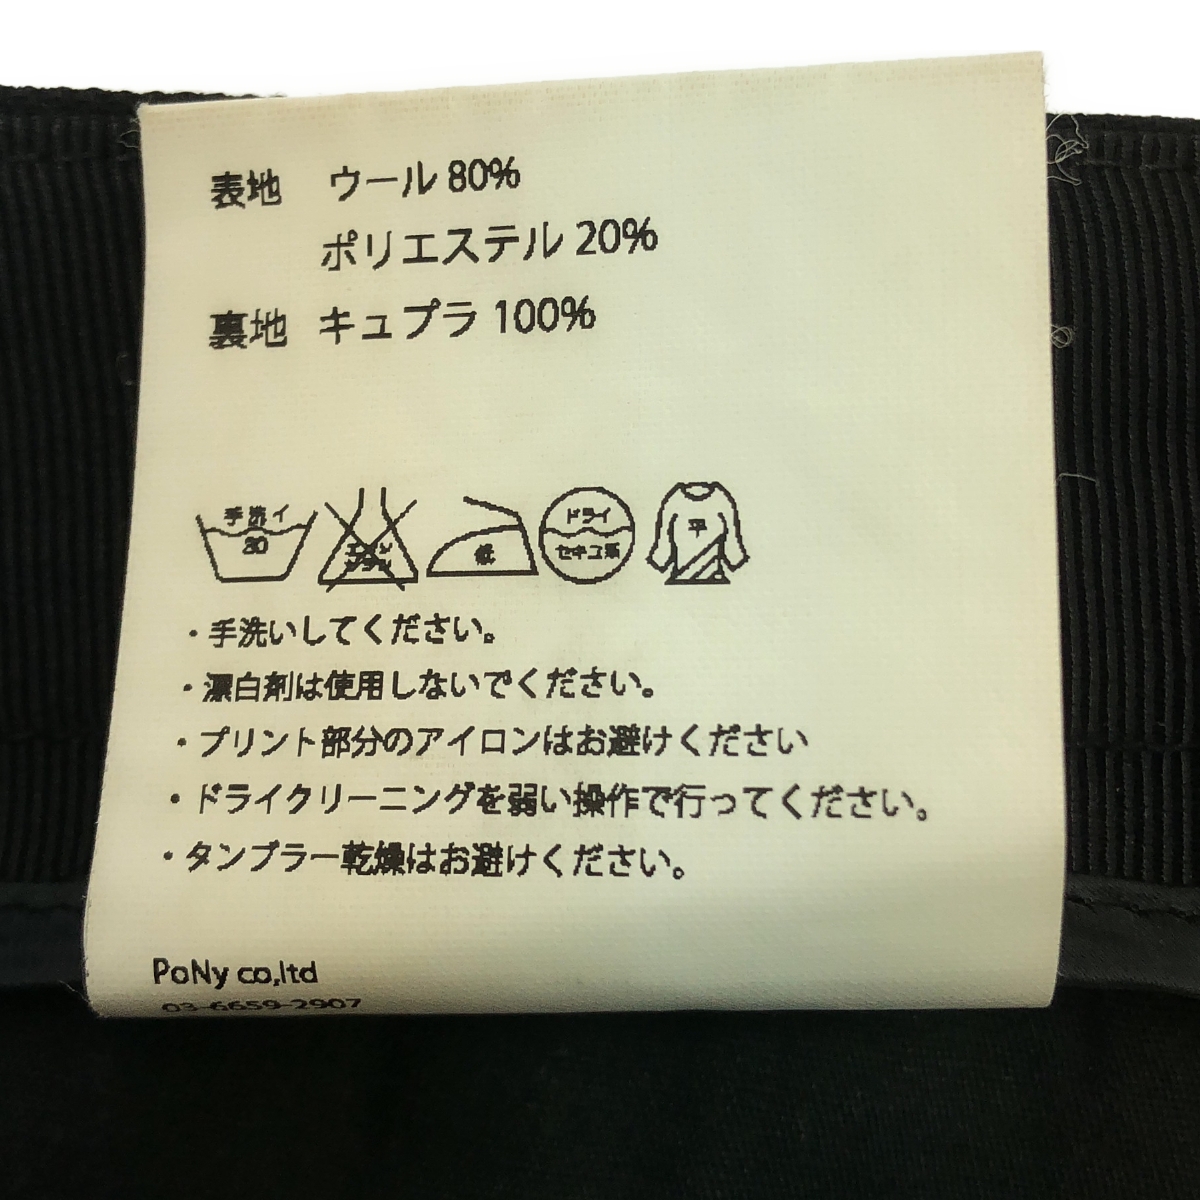 表地 ウール 80%
ポリエステル 20%
裏地 キュプラ 100%
手洗イ
30
エンソ
サラシ
低
ドライ
セキユ系
平
・手洗いしてください。
・漂白剤は使用しないでください。
・プリント部分のアイロンはお避けください
・ドライクリーニングを弱い操作で行ってください。
・タンブラー乾燥はお避けください。
PoNy co,ltd
03-6659-2907